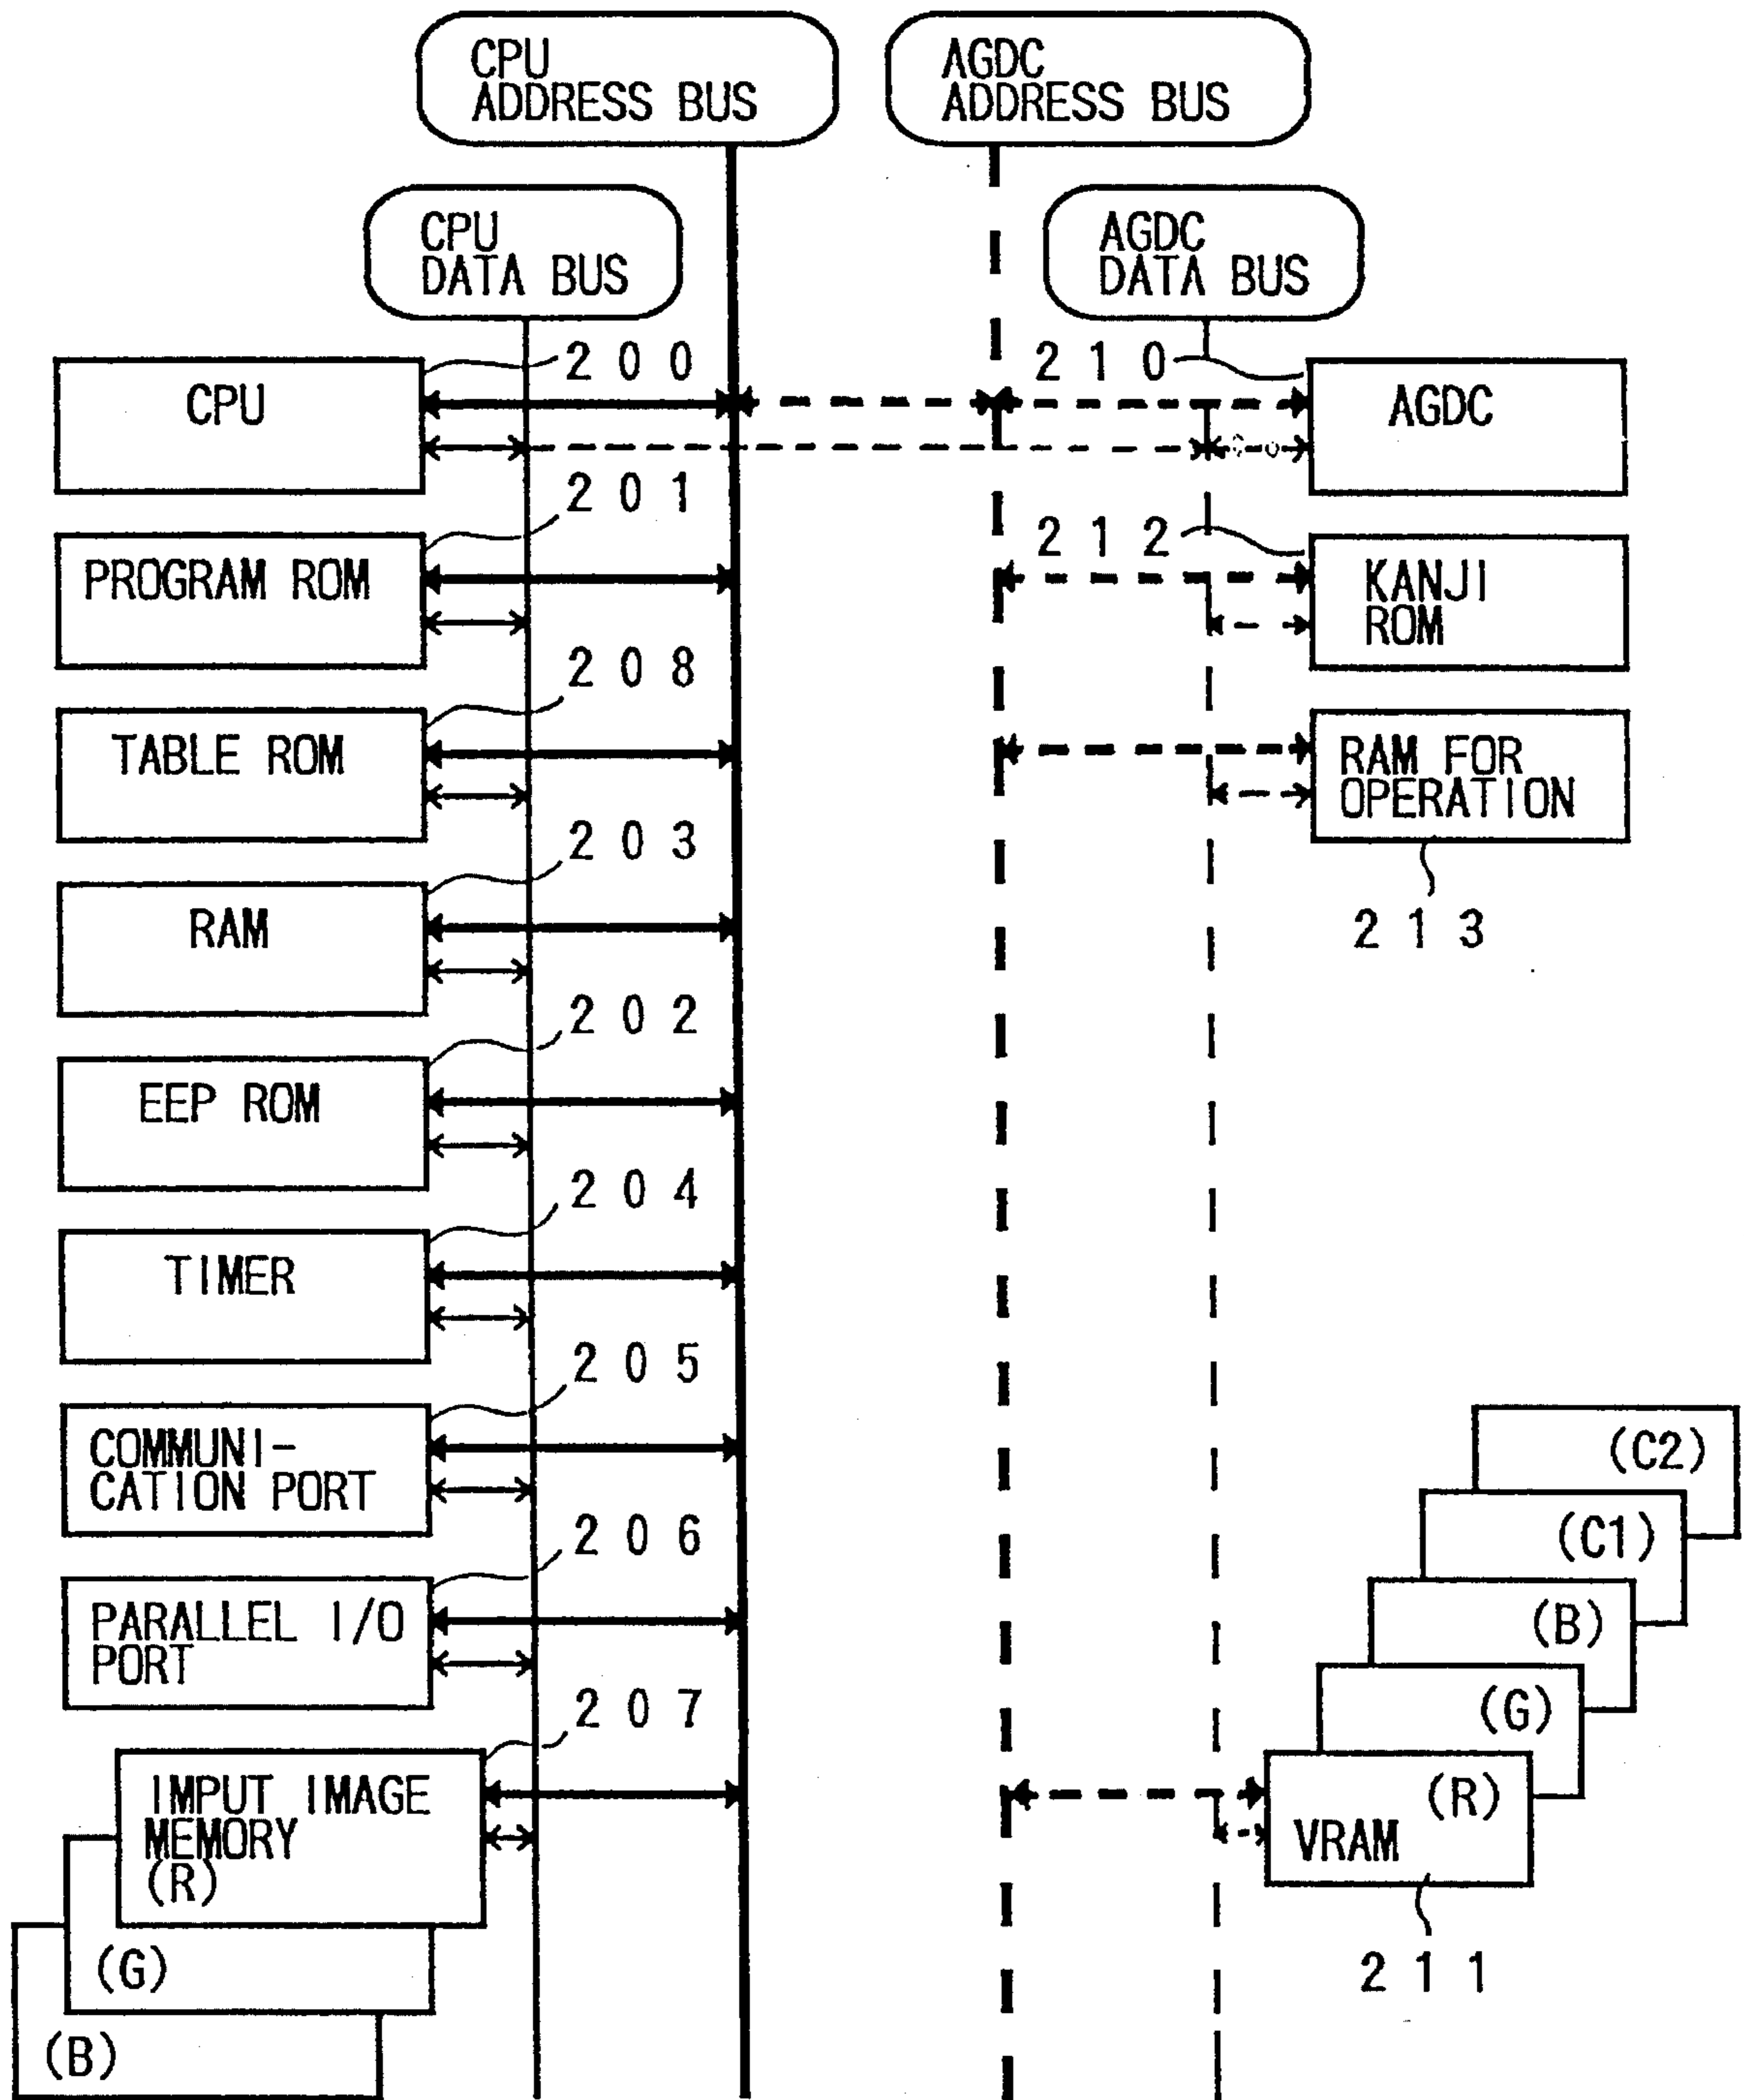 CPU
ADDRESS BUS
AGDC
ADDRESS BUS
CPU
DATA BUS
AGDC
DATA BUS
200
CPU
210
AGDC
201
PROGRAM ROM
212
KANJI
ROM
208
TABLE ROM
RAM FOR
OPERATION
203
RAM
213
202
EEP ROM
204
TIMER
205
COMMUNI-
CATION PORT
(C2)
(C1)
206
PARALLEL I/O
PORT
(B)
(G)
207
IMPUT IMAGE
MEMORY
(R)
(R)
VRAM
(G)
211
(B)